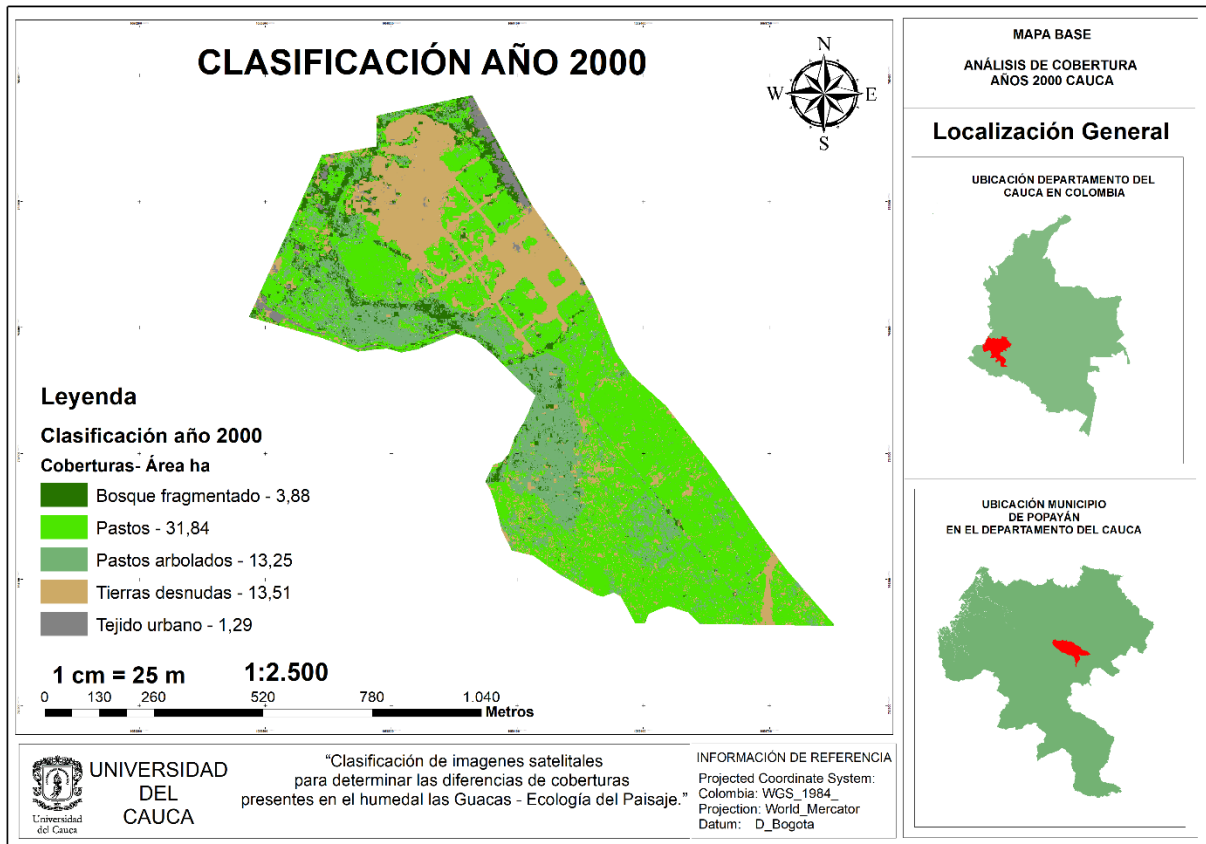 CLASIFICACIÓN AÑO 2000
N
W
E
S
Leyenda
Clasificación año 2000
Coberturas- Área ha
Bosque fragmentado - 3,88
Pastos - 31,84
Pastos arbolados - 13,25
Tierras desnudas - 13,51
Tejido urbano - 1,29
1 cm = 25 m
1:2.500
0 130 260 520 780 1.040
Metros
MAPA BASE
ANÁLISIS DE COBERTURA
AÑOS 2000 CAUCA
Localización General
UBICACIÓN DEPARTAMENTO DEL
CAUCA EN COLOMBIA
UBICACIÓN MUNICIPIO
DE POPAYÁN
EN EL DEPARTAMENTO DEL CAUCA
Universidad
del Cauca
UNIVERSIDAD
DEL
CAUCA
“Clasificación de imagenes satelitales
para determinar las diferencias de coberturas
presentes en el humedal las Guacas - Ecología del Paisaje.”
INFORMACIÓN DE REFERENCIA
Projected Coordinate System:
Colombia: WGS_1984_
Projection: World_Mercator
Datum: D_Bogota